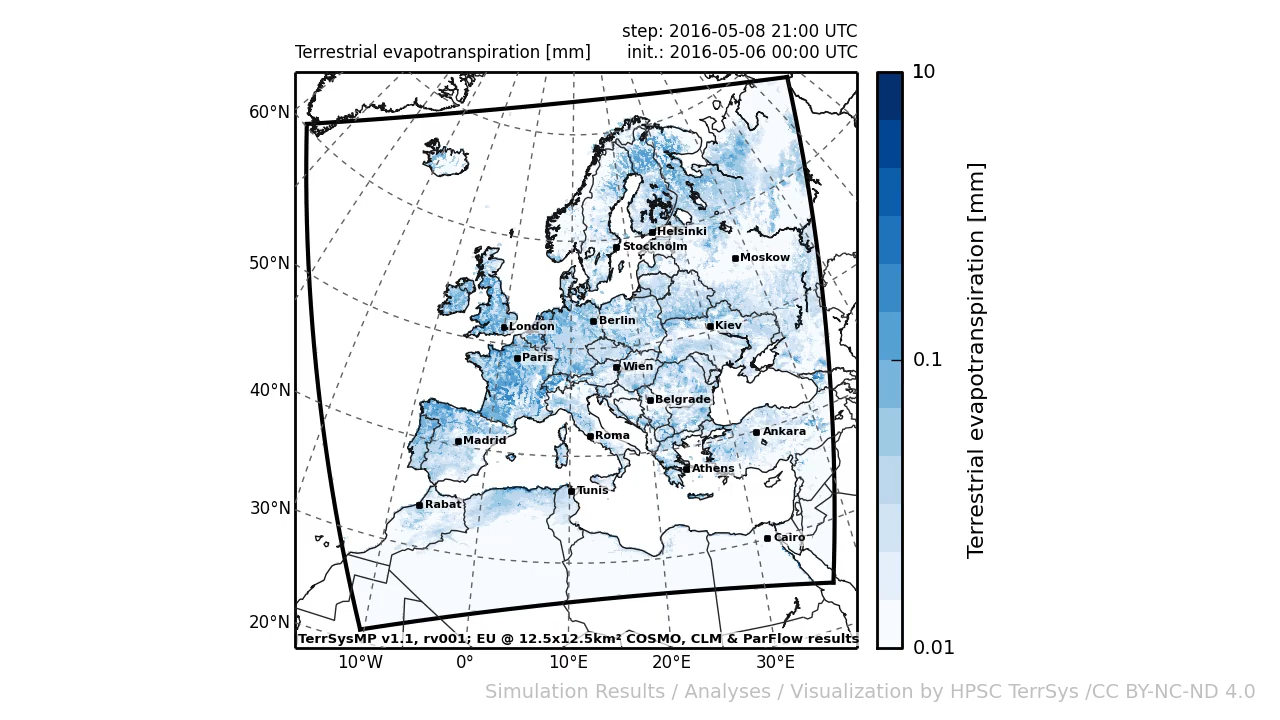 step: 2016-05-08 21:00 UTC
Terrestrial evapotranspiration [mm] init.: 2016-05-06 00:00 UTC
10
60°N
Helsinki
Stockholm
50°N
Moskow
London
Berlin
Kiev
Paris
0.1
Wien
Terrestrial evapotranspiration [mm]
40°N
Belgrade
Madrid
Roma
Ankara
Athens
Tunis
30°N
Rabat
Cairo
20°N
TerrSysMP v1.1, rv001; EU @ 12.5x12.5km² COSMO, CLM & ParFlow results
0.01
10°W 0° 10°E 20°E 30°E
Simulation Results / Analyses / Visualization by HPSC TerrSys /CC BY-NC-ND 4.0